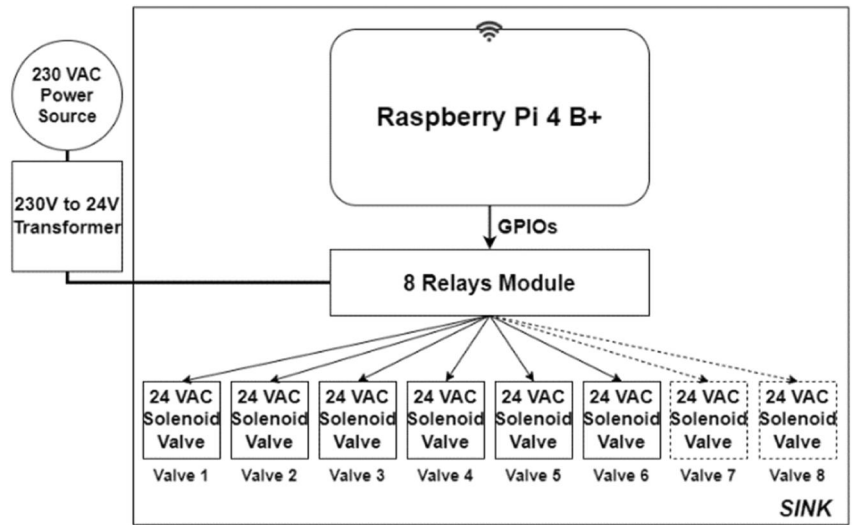 230 VAC
Power
Source
230V to 24V
Transformer
Raspberry Pi 4 B+
GPIOs
8 Relays Module
24 VAC
Solenoid
Valve
Valve 1
24 VAC
Solenoid
Valve
Valve 2
24 VAC
Solenoid
Valve
Valve 3
24 VAC
Solenoid
Valve
Valve 4
24 VAC
Solenoid
Valve
Valve 5
24 VAC
Solenoid
Valve
Valve 6
24 VAC
Solenoid
Valve
Valve 7
24 VAC
Solenoid
Valve
Valve 8
SINK